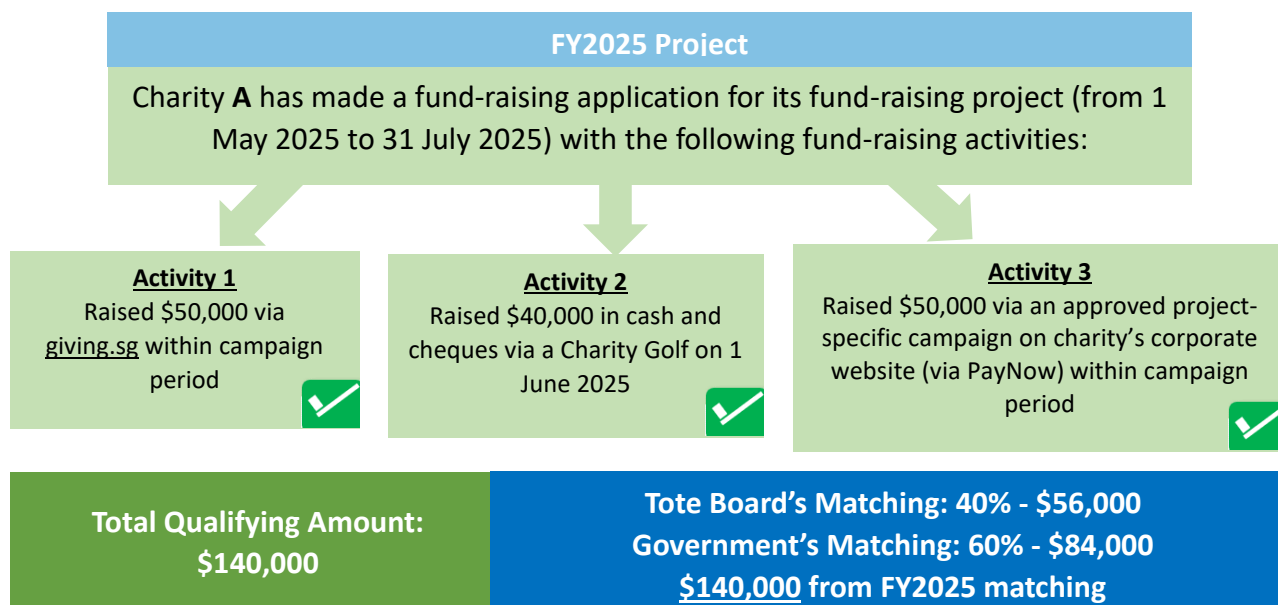 FY2025 Project
Charity A has made a fund-raising application for its fund-raising project (from 1
May 2025 to 31 July 2025) with the following fund-raising activities:
Activity 1
Raised $50,000 via
giving.sg within campaign
period
Activity 2
Raised $40,000 in cash and
cheques via a Charity Golf on 1
June 2025
Activity 3
Raised $50,000 via an approved project-
specific campaign on charity’s corporate
website (via PayNow) within campaign
period
Total Qualifying Amount:
$140,000
Tote Board’s Matching: 40% - $56,000
Government’s Matching: 60% - $84,000
$140,000 from FY2025 matching